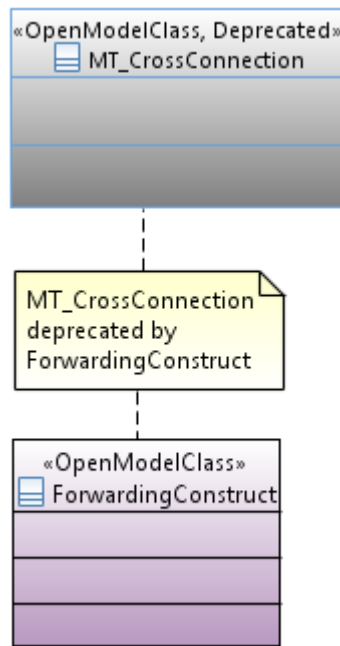 «OpenModelClass, Deprecated»
MT_CrossConnection
MT_CrossConnection
deprecated by
ForwardingConstruct
«OpenModelClass»
ForwardingConstruct